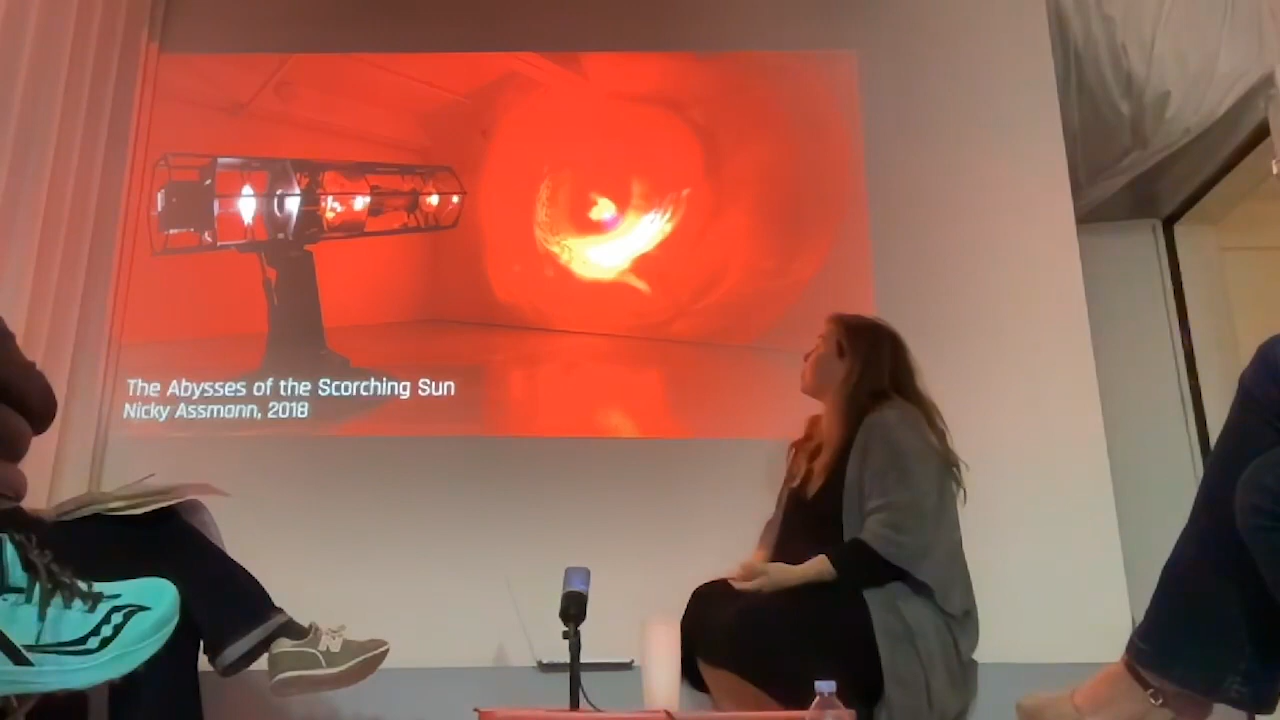 The Abysses of the Scorching Sun
Nicky Assmann, 2018